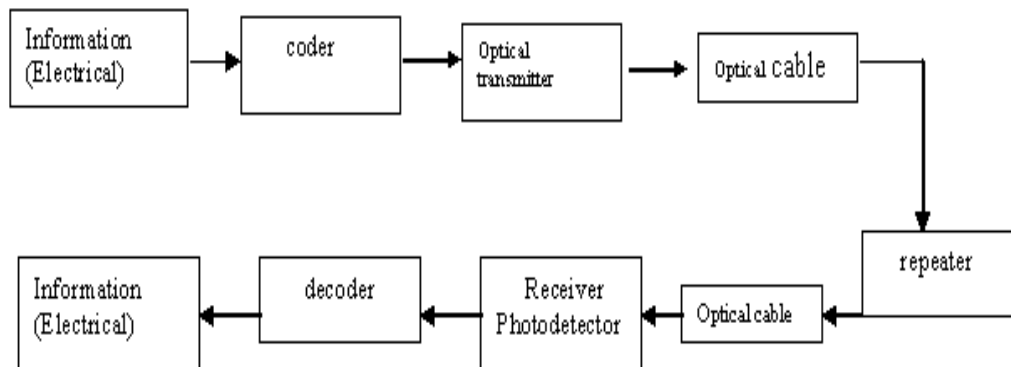 Information
(Electrical)
coder
Optical
transmitter
Optical cable
repeater
Optical cable
Receiver
Photodetector
decoder
Information
(Electrical)